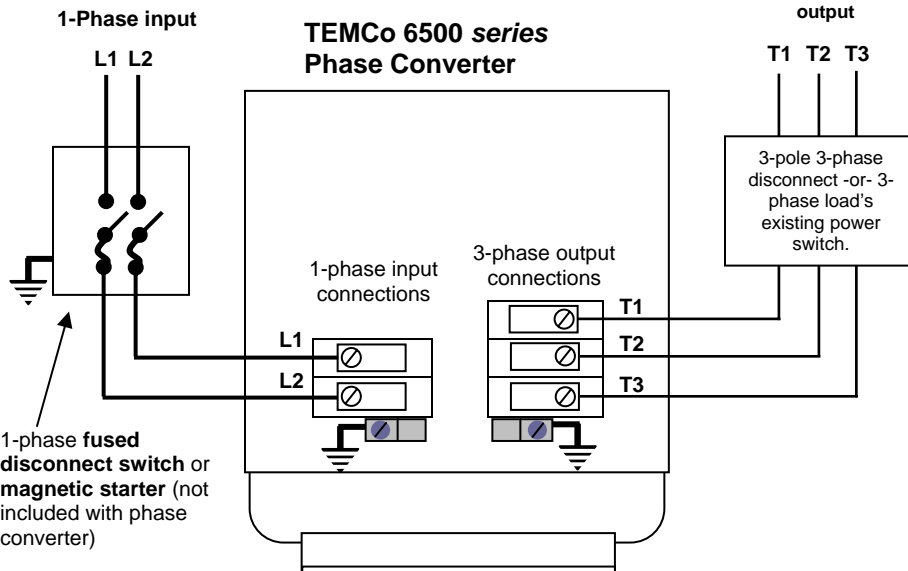 1-Phase input
L1 L2
TEMCo 6500 series
Phase Converter
output
T1 T2 T3
3-pole 3-phase
disconnect -or- 3-
phase load's
existing power
switch.
1-phase input
connections
3-phase output
connections
L1
L2
T1
T2
T3
1-phase fused
disconnect switch or
magnetic starter (not
included with phase
converter)